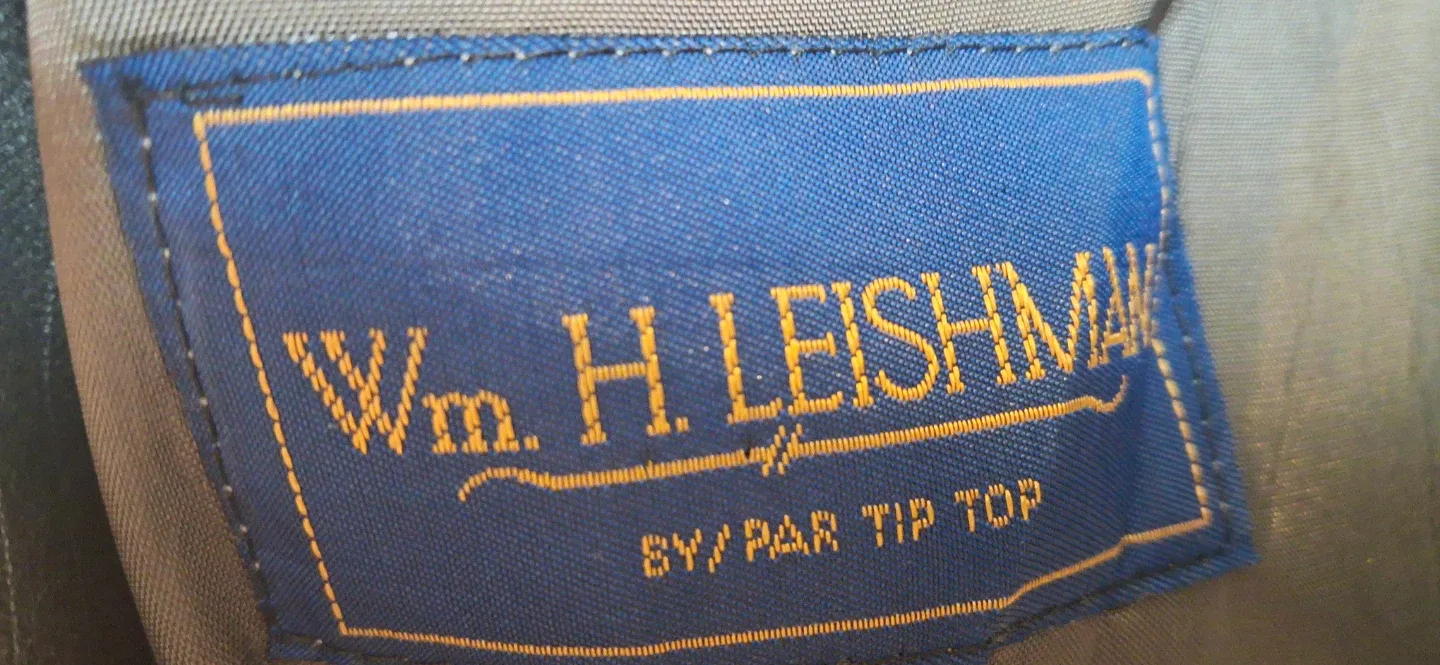 Wm. H. LEISHMAN
BY/PAR TIP TOP